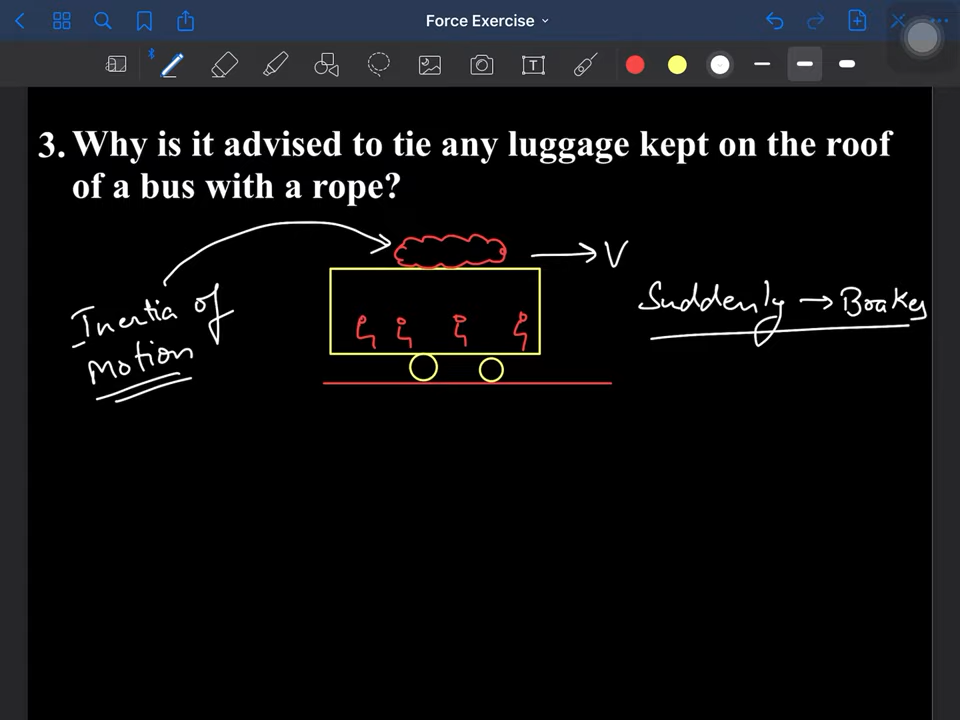 Force Exercise
3. Why is it advised to tie any luggage kept on the roof
of a bus with a rope?
V
Suddenly → Brakes
Inertia of
Motion